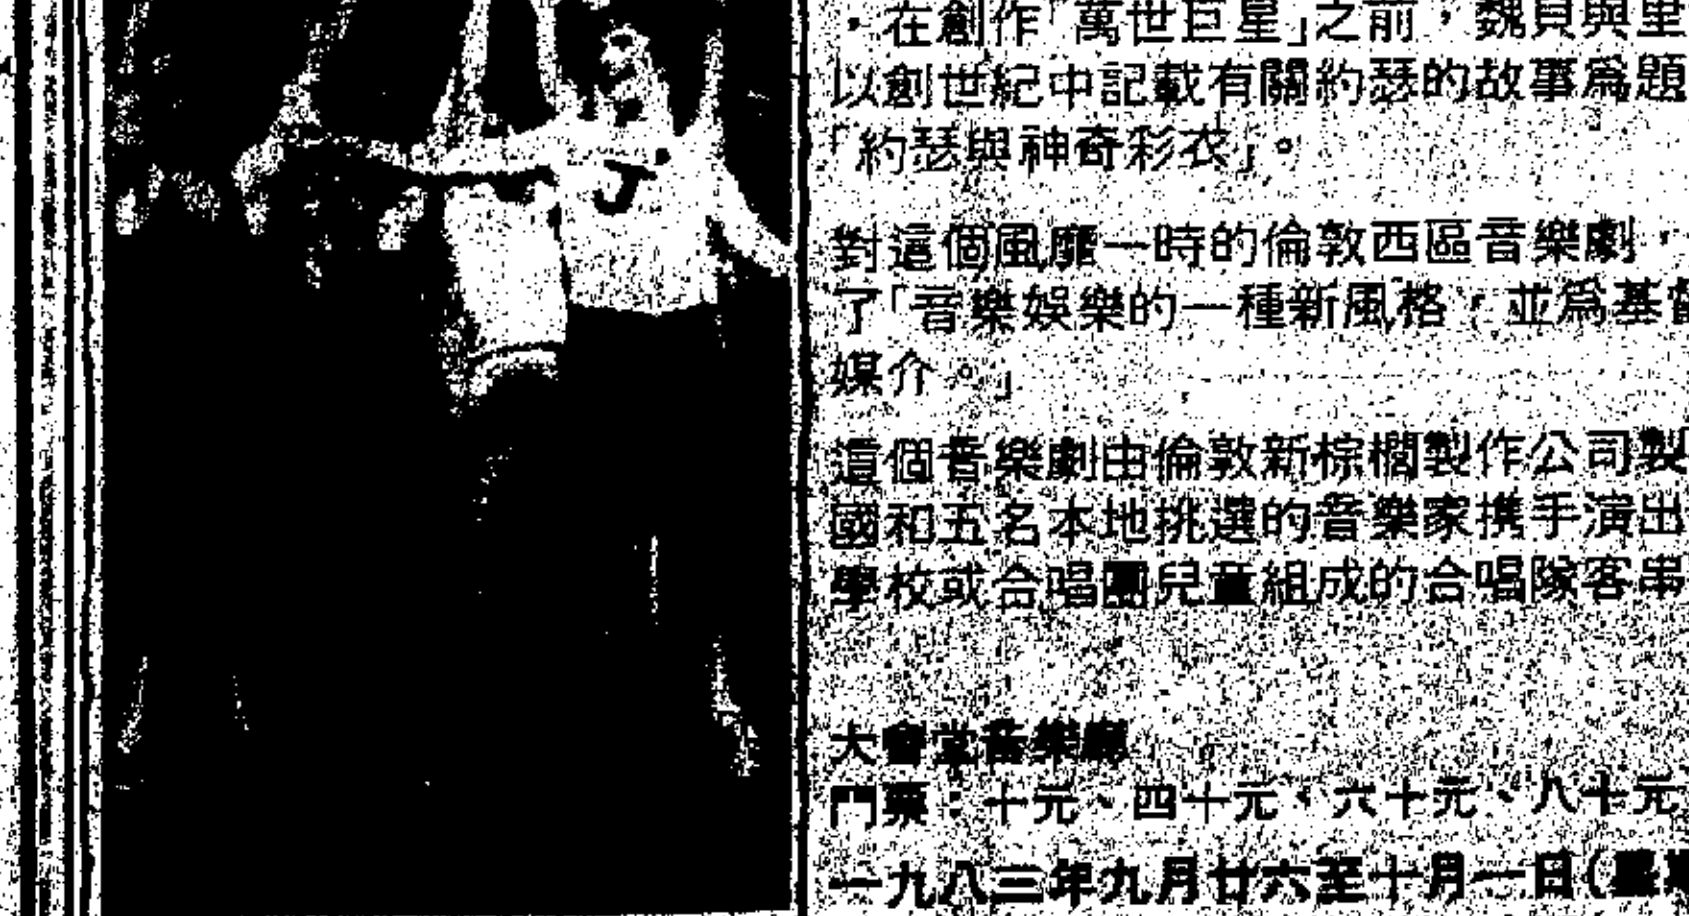 ，在創作「萬世巨星」之前，魏貝與里
以創世紀中記載有關約瑟的故事爲題
「約瑟與神奇彩衣」。
對這個風靡一時的倫敦西區音樂劇，
了「音樂娛樂的一種新風格，並爲基督
媒介。」
這個音樂劇由倫敦新棕櫚製作公司製
國和五名本地挑選的音樂家携手演出
學校或合唱團兒童組成的合唱隊客串
大會堂音樂廳
門票：十元、四十元、六十元、八十元
一九八三年九月廿六至十月一日(星期
J